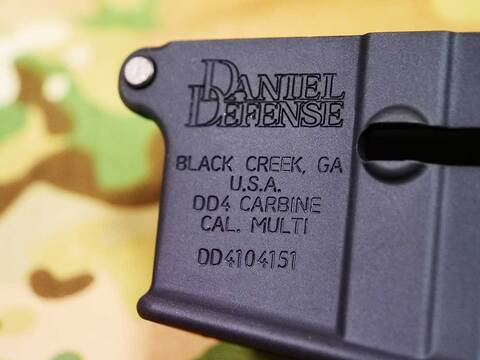 DANIEL
DEFENSE
BLACK CREEK, GA
U.S.A.
DD4 CARBINE
CAL. MULTI
DD4104151